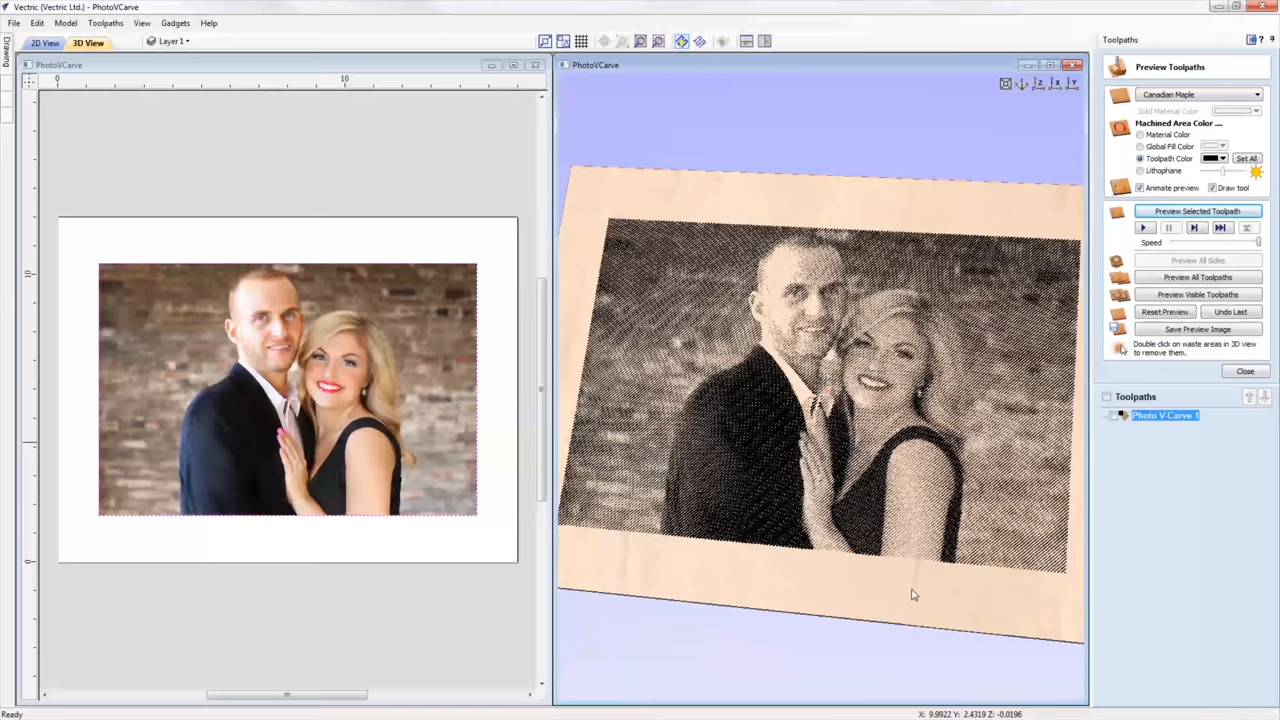 Vectric (Vectric Ltd.) - PhotoVCarve
File Edit Model Toolpaths View Gadgets Help
2D View 3D View Layer 1
Drawing
PhotoVCarve
0 10
10
0
PhotoVCarve
Z X Y
Toolpaths
Preview Toolpaths
Canadian Maple
Solid Material Color
Machined Area Color ....
Material Color
Global Fill Color
Toolpath Color Set All
Lithophane
Animate preview Draw tool
Preview Selected Toolpath
Speed
Preview All Sides
Preview All Toolpaths
Preview Visible Toolpaths
Reset Preview Undo Last
Save Preview Image
Double click on waste areas in 3D view
to remove them.
Close
Toolpaths
Photo V-Carve 1
Ready
X: 9.9922 Y: 2.4319 Z: -0.0196